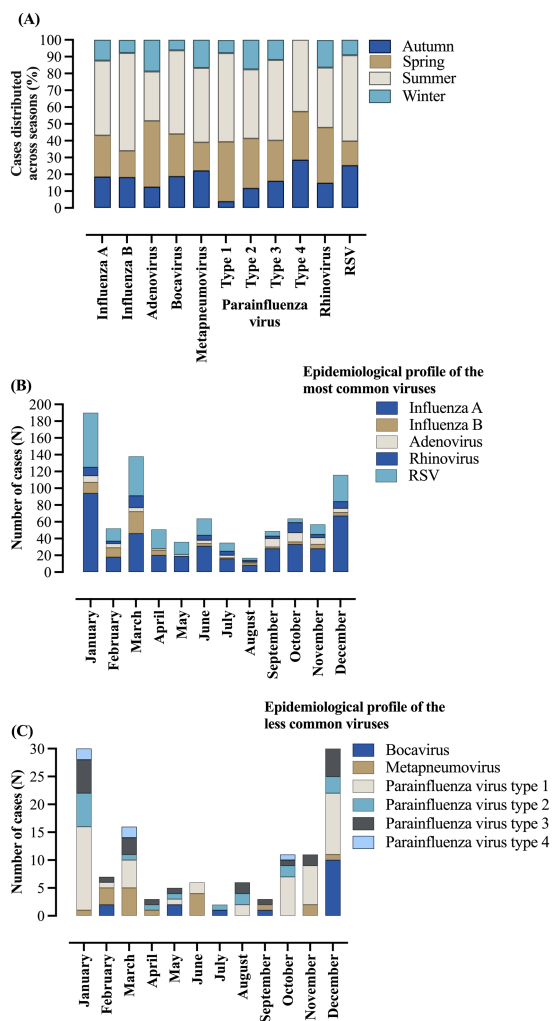 (A)
Cases distributed
across seasons (%)
100
90
80
70
60
50
40
30
20
10
0
Autumn
Spring
Summer
Winter
Influenza A
Influenza B
Adenovirus
Bocavirus
Metapneumovirus
Type 1
Type 2
Type 3
Type 4
Rhinovirus
RSV
Parainfluenza
virus
(B)
Epidemiological profile of the
most common viruses
Influenza A
Influenza B
Adenovirus
Rhinovirus
RSV
Number of cases (N)
200
180
160
140
120
100
80
60
40
20
0
January
February
March
April
May
June
July
August
September
October
November
December
Epidemiological profile of the
less common viruses
(C)
Bocavirus
Metapneumovirus
Parainfluenza virus type 1
Parainfluenza virus type 2
Parainfluenza virus type 3
Parainfluenza virus type 4
Number of cases (N)
30
25
20
15
10
5
0
January
February
March
April
May
June
July
August
September
October
November
December